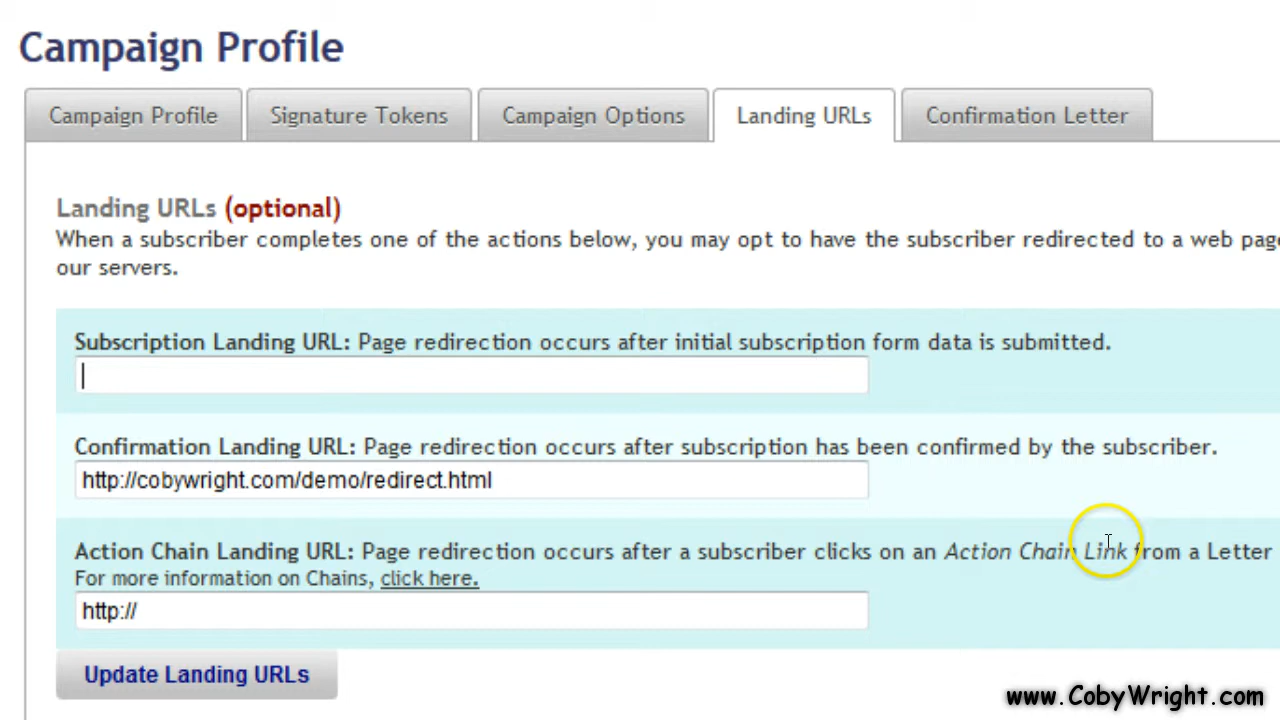 Campaign Profile
Campaign Profile
Signature Tokens
Campaign Options
Landing URLs
Confirmation Letter
Landing URLs (optional)
When a subscriber completes one of the actions below, you may opt to have the subscriber redirected to a web pag
our servers.
Subscription Landing URL: Page redirection occurs after initial subscription form data is submitted.
Confirmation Landing URL: Page redirection occurs after subscription has been confirmed by the subscriber.
http://cobywright.com/demo/redirect.html
Action Chain Landing URL: Page redirection occurs after a subscriber clicks on an Action Chain Link from a Letter
For more information on Chains, click here.
http://
Update Landing URLs
www.CobyWright.com